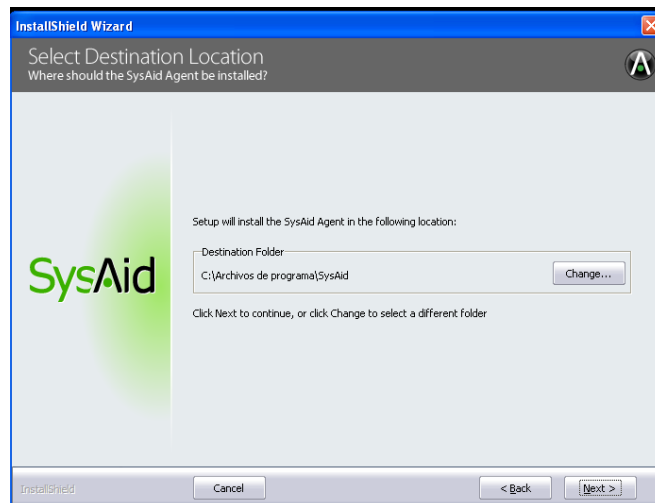 InstallShield Wizard
Select Destination Location
Where should the SysAid Agent be installed?
Setup will install the SysAid Agent in the following location:
Destination Folder
SysAid
C:\Archivos de programa\SysAid
Change...
Click Next to continue, or click Change to select a different folder
InstallShield
Cancel
< Back
Next >